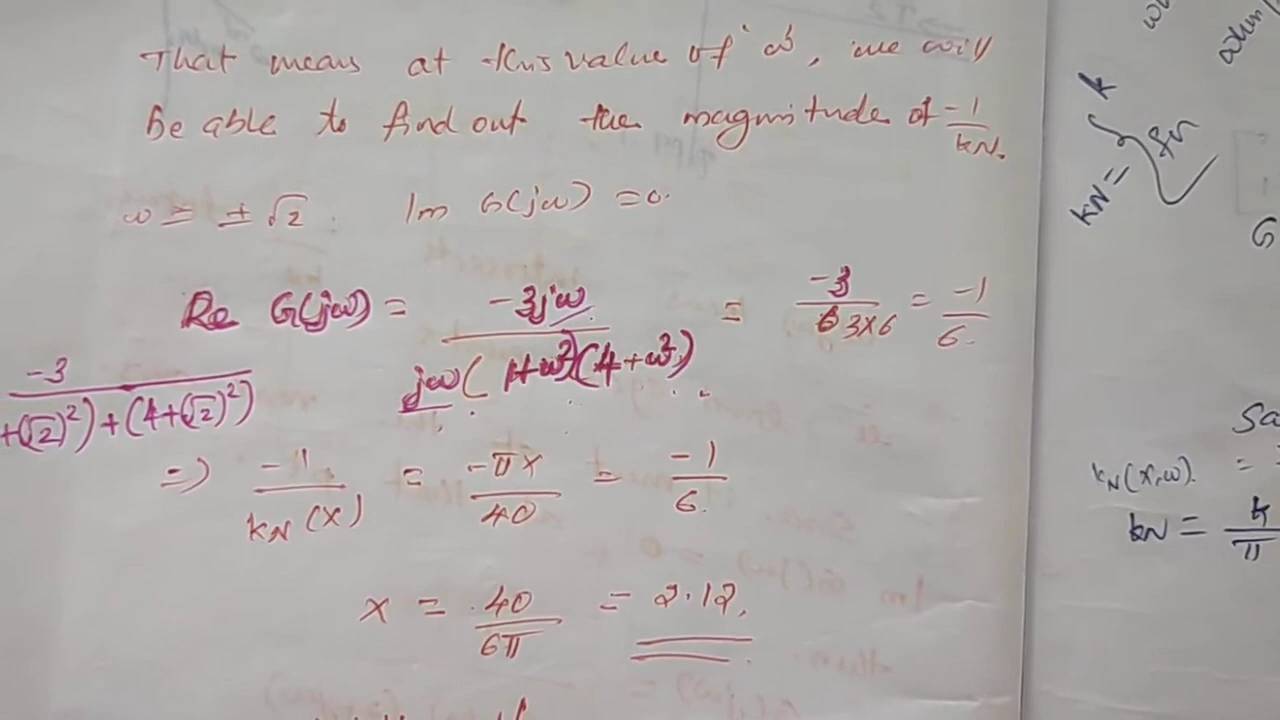 That means at this value of 'ω', we will
be able to find out the magnitude of -1/kN.
ω = ±√2. Im G(jω) = 0.
Re G(jω) = -3jω / jω(1+ω²)(4+ω²) = -3 / 3×6 = -1/6.
-3 / +(√2)²)+(4+(√2)²)
=> -1/kN(x) = -πx/40 = -1/6.
x = 40/6π = 2.12.
k
kN =
kN(x,ω). =
kN = k/π